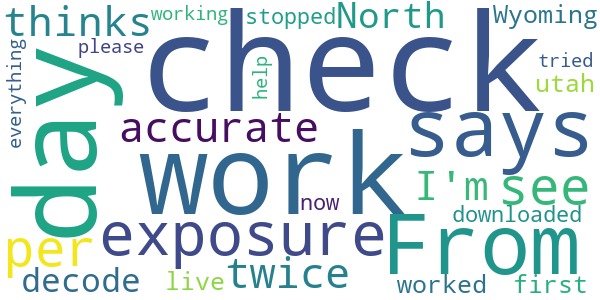 thinks
working
stopped
North
Wyoming
please
everything
day
check
help
tried
utah
accurate
work
says
I'm
see
now
downloaded
per
exposure
From
decode
live
twice
worked
first